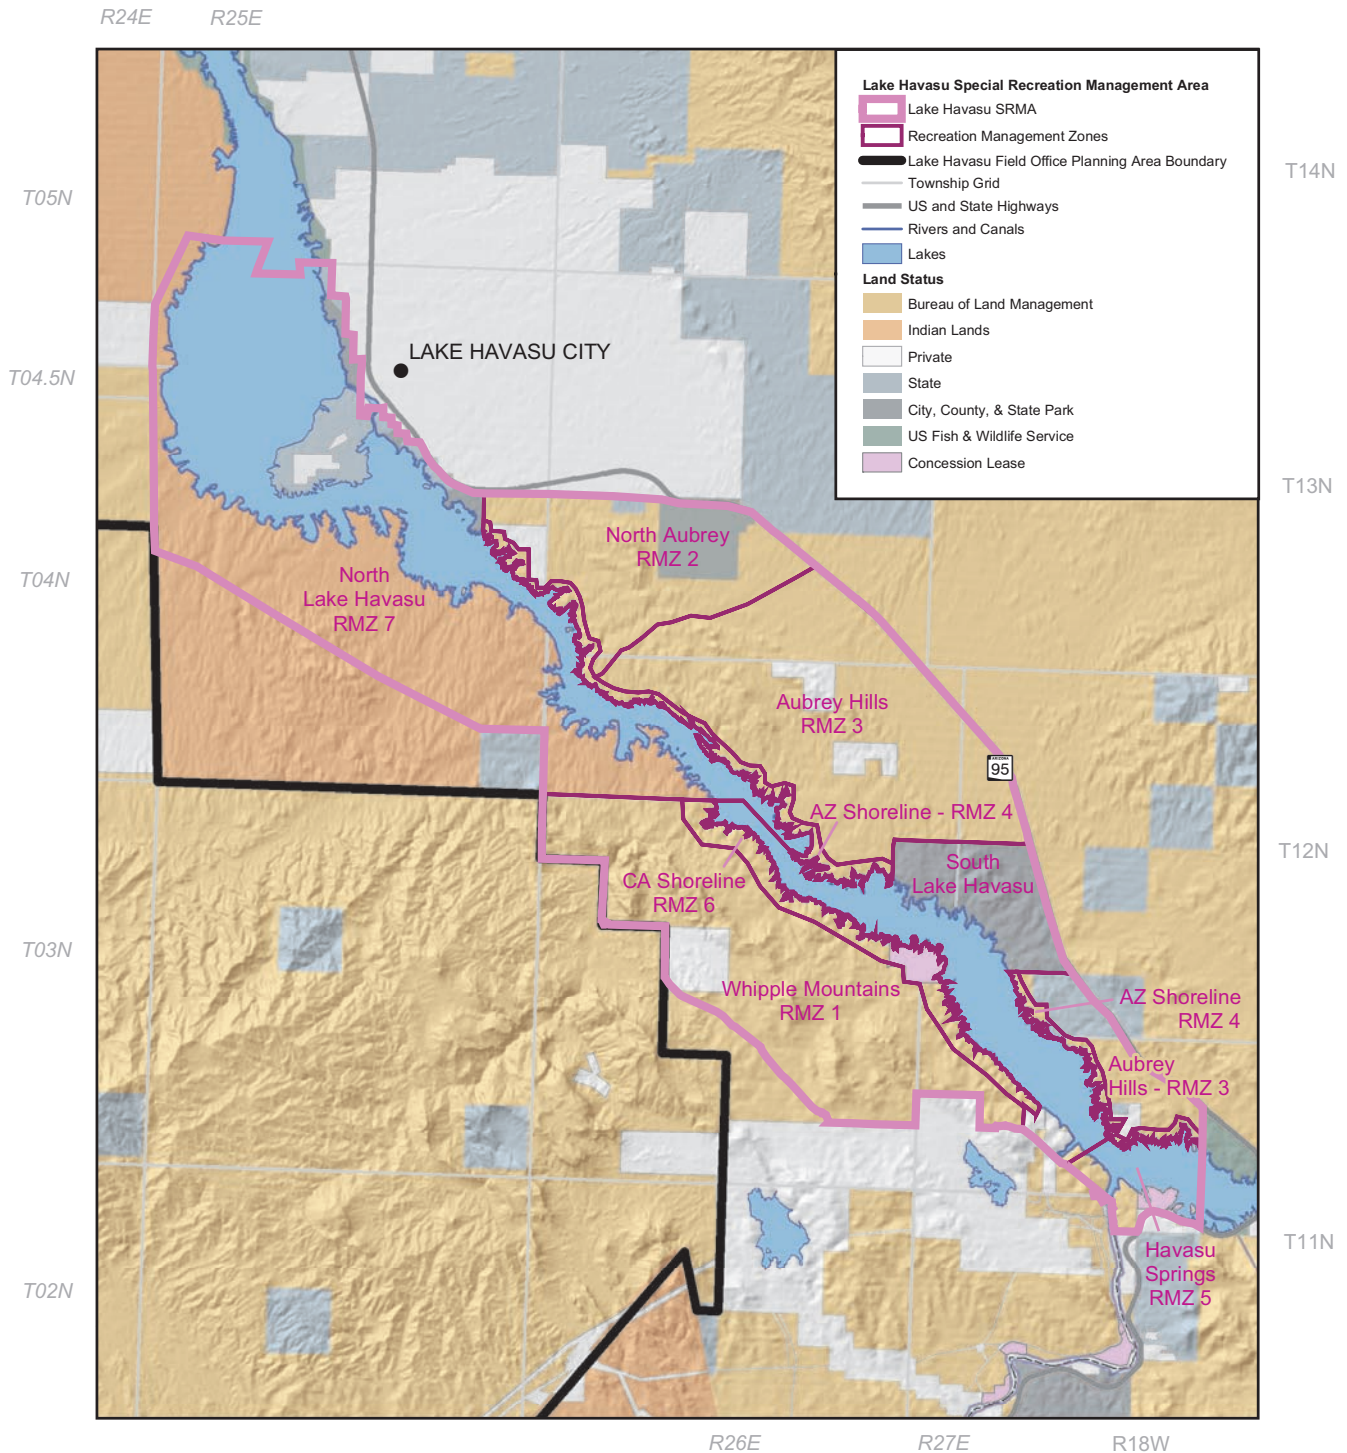 R24E
R25E
Lake Havasu Special Recreation Management Area
Lake Havasu SRMA
Recreation Management Zones
Lake Havasu Field Office Planning Area Boundary
Township Grid
US and State Highways
Rivers and Canals
Lakes
Land Status
Bureau of Land Management
Indian Lands
Private
State
City, County, & State Park
US Fish & Wildlife Service
Concession Lease
T14N
T05N
LAKE HAVASU CITY
T04.5N
T13N
North Aubrey
RMZ 2
T04N
North
Lake Havasu
RMZ 7
Aubrey Hills
RMZ 3
ARIZONA
95
AZ Shoreline - RMZ 4
T12N
South
Lake Havasu
CA Shoreline
RMZ 6
T03N
Whipple Mountains
RMZ 1
AZ Shoreline
RMZ 4
Aubrey
Hills - RMZ 3
T11N
Havasu
Springs
RMZ 5
T02N
R26E
R27E
R18W